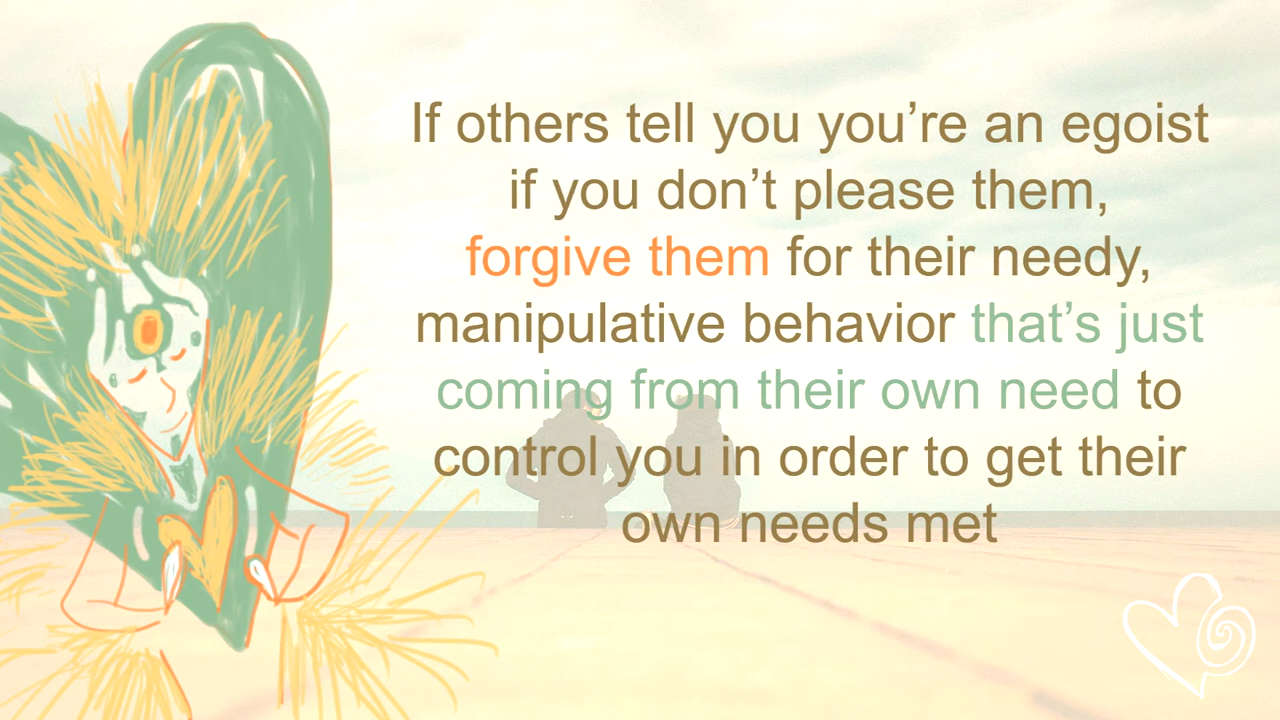 If others tell you you’re an egoist
if you don’t please them,
forgive them for their needy,
manipulative behavior that’s just
coming from their own need to
control you in order to get their
own needs met